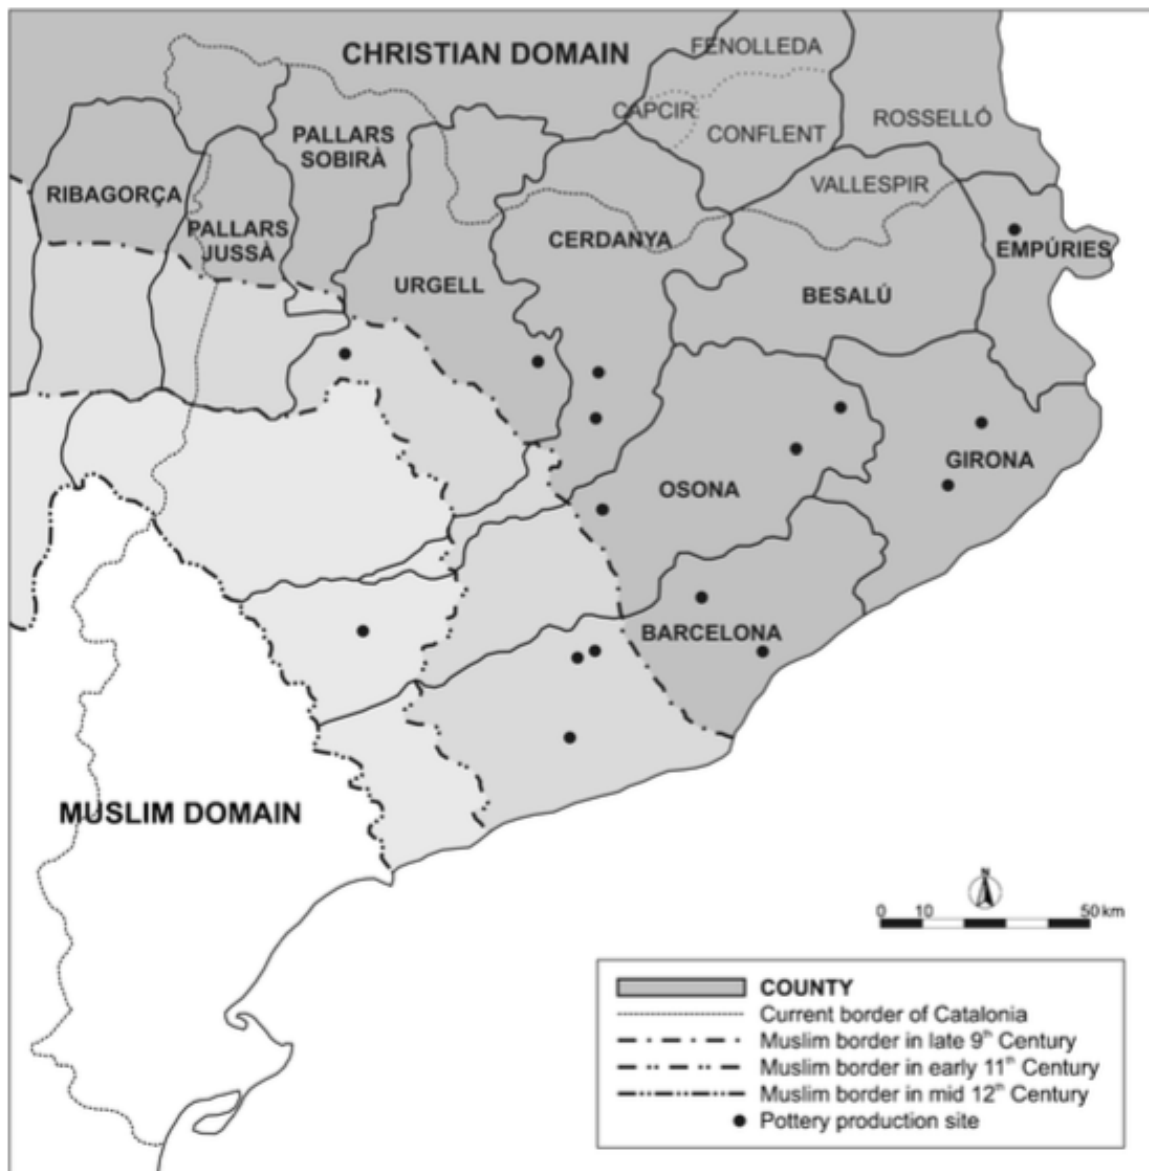 CHRISTIAN DOMAIN
FENOLLEDA
CAPCIR
CONFLENT
ROSSELLÓ
PALLARS
SOBIRÀ
RIBAGORÇA
PALLARS
JUSSÀ
VALLESPIR
CERDANYA
EMPÚRIES
URGELL
BESALÚ
GIRONA
OSONA
BARCELONA
MUSLIM DOMAIN
N
0 10 50 km
COUNTY
Current border of Catalonia
Muslim border in late 9th Century
Muslim border in early 11th Century
Muslim border in mid 12th Century
Pottery production site